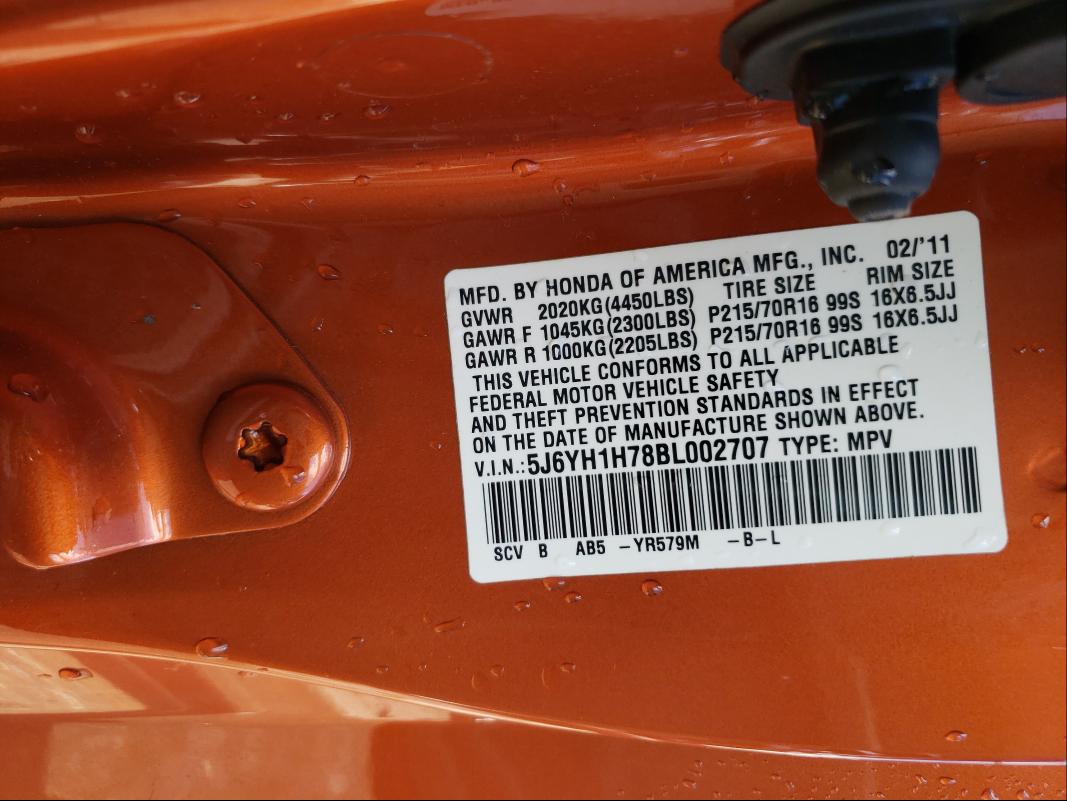 MFD. BY HONDA OF AMERICA MFG., INC. 02/'11
GVWR 2020KG(4450LBS) TIRE SIZE RIM SIZE
GAWR F 1045KG(2300LBS) P215/70R16 99S 16X6.5JJ
GAWR R 1000KG(2205LBS) P215/70R16 99S 16X6.5JJ
THIS VEHICLE CONFORMS TO ALL APPLICABLE
FEDERAL MOTOR VEHICLE SAFETY
AND THEFT PREVENTION STANDARDS IN EFFECT
ON THE DATE OF MANUFACTURE SHOWN ABOVE.
V.I.N.:5J6YH1H78BL002707 TYPE: MPV
SCV B AB5 -YR579M -B-L